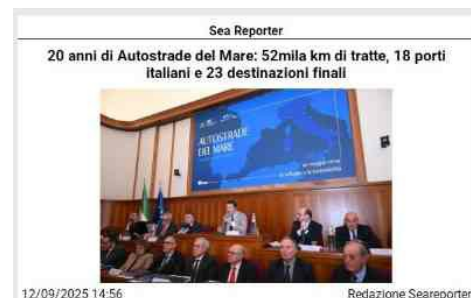 Sea Reporter
20 anni di Autostrade del Mare: 52mila km di tratte, 18 porti
italiani e 23 destinazioni finali
AUTOSTRADE
DEL MARE
12/09/2025 14:56
Redazione Seareporter